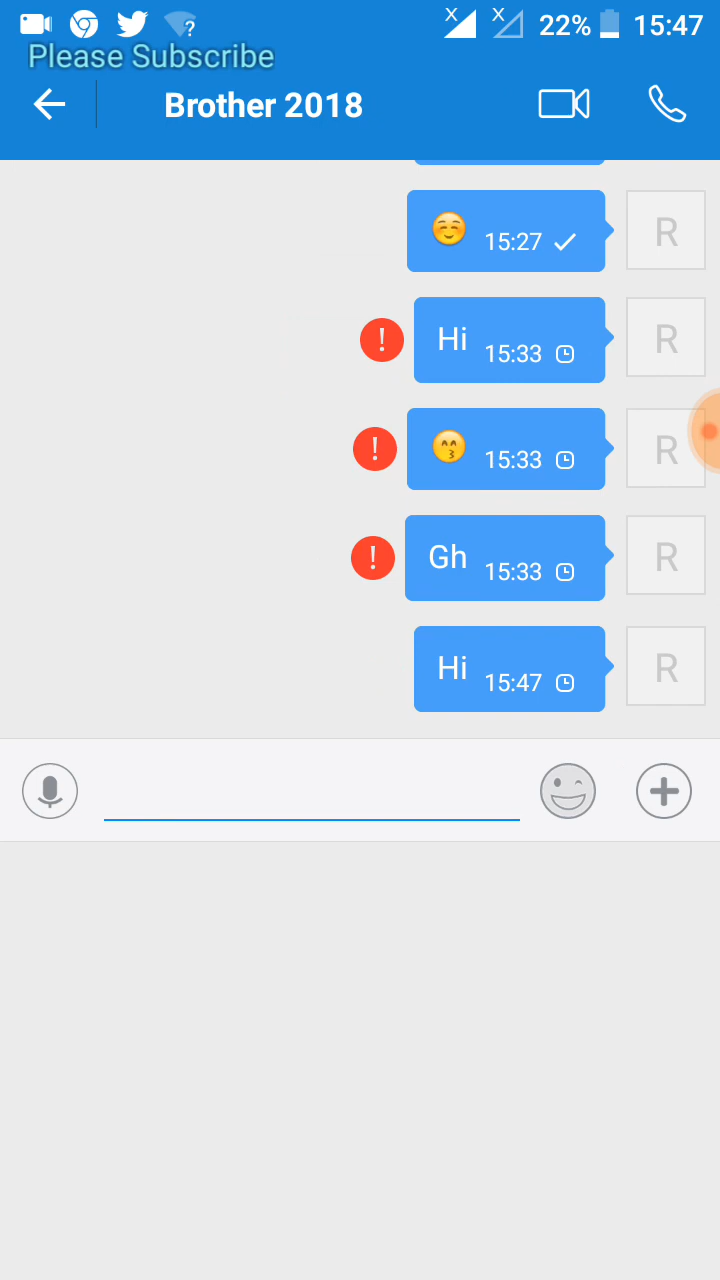 22% 15:47
Please Subscribe
Brother 2018
15:27
R
Hi 15:33
R
15:33
R
Gh 15:33
R
Hi 15:47
R